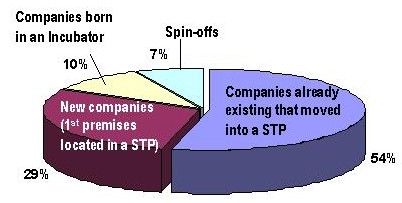 Companies born
in an Incubator
10%
Spin-offs
7%
Companies already
existing that moved
into a STP
54%
New companies
(1st premises
located in a STP)
29%